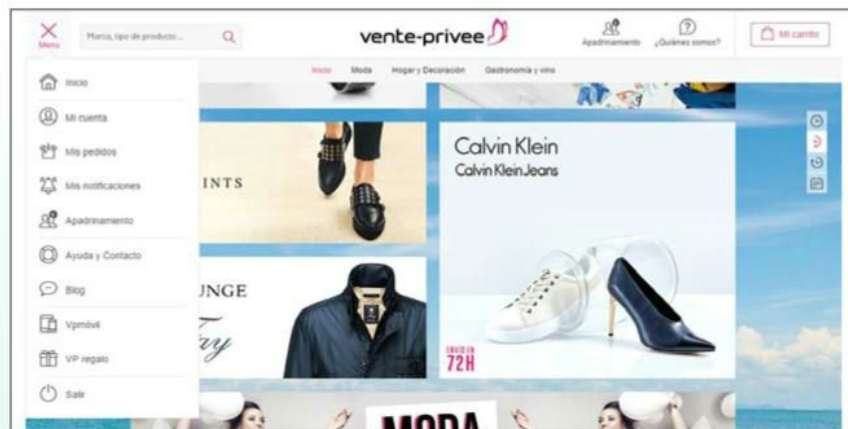 Menu
Marca, tipo de producto ...
vente-privee
Apadrinamiento
¿Quiénes somos?
Mi carrito
Inicio Moda Hogar y Decoración Gastronomía y vino
Inicio
Mi cuenta
Mis pedidos
Mis notificaciones
Apadrinamiento
Ayuda y Contacto
Blog
Vpmóvil
VP regalo
Salir
INTS
UNGE
Calvin Klein
Calvin Klein Jeans
ENVÍO EN
72H
MODA